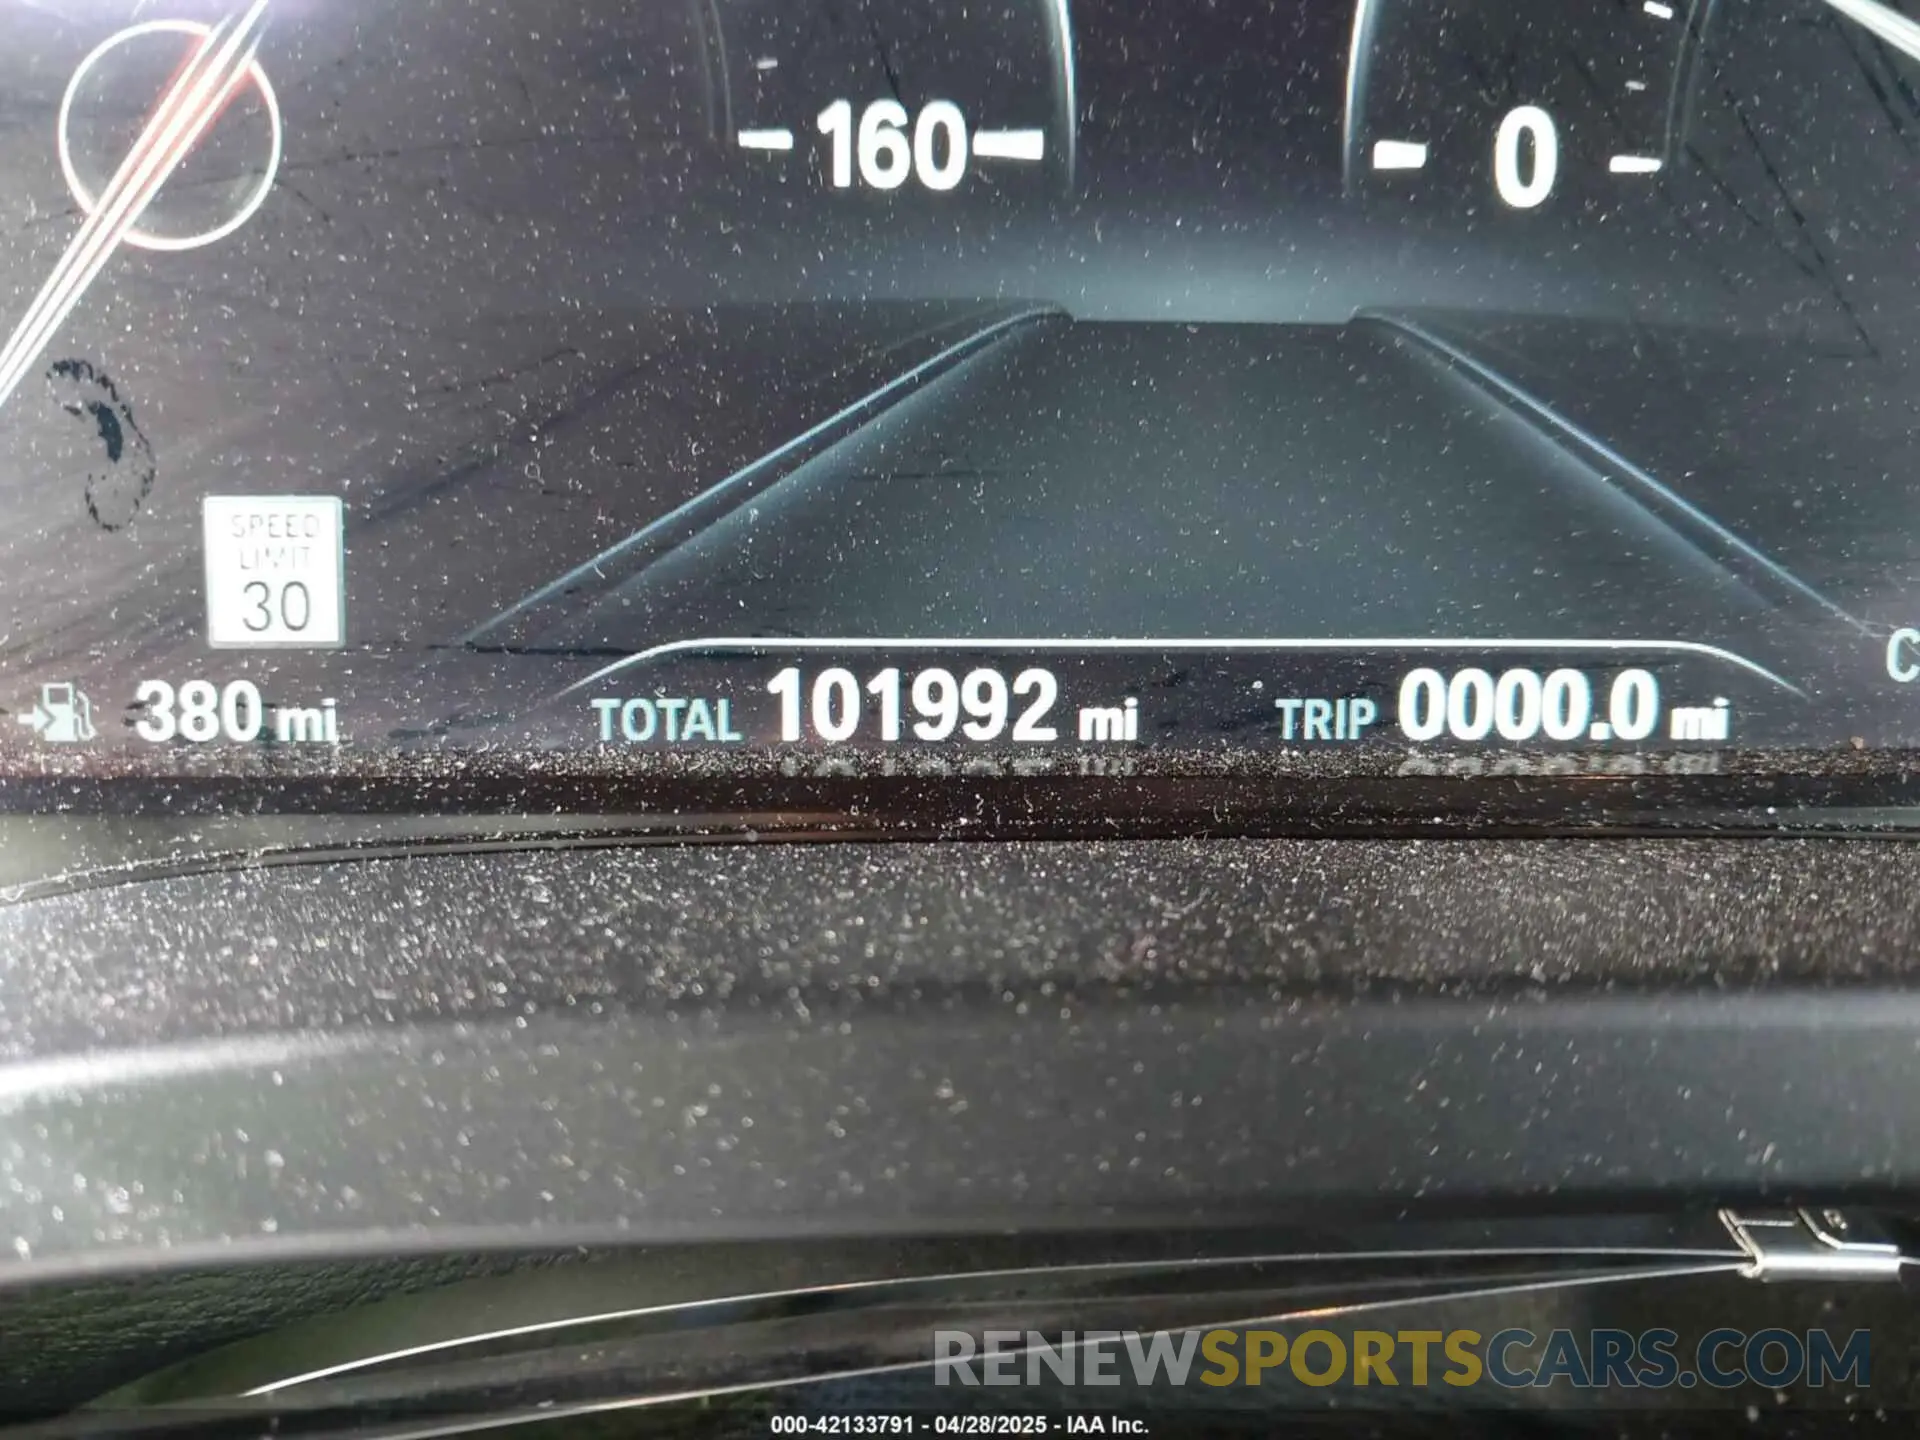 160
0
SPEED
LIMIT
30
380 mi
TOTAL 101992 mi
TRIP 0000.0 mi
RENEWSPORTSCARS.COM
000-42133791 - 04/28/2025 - IAA Inc.